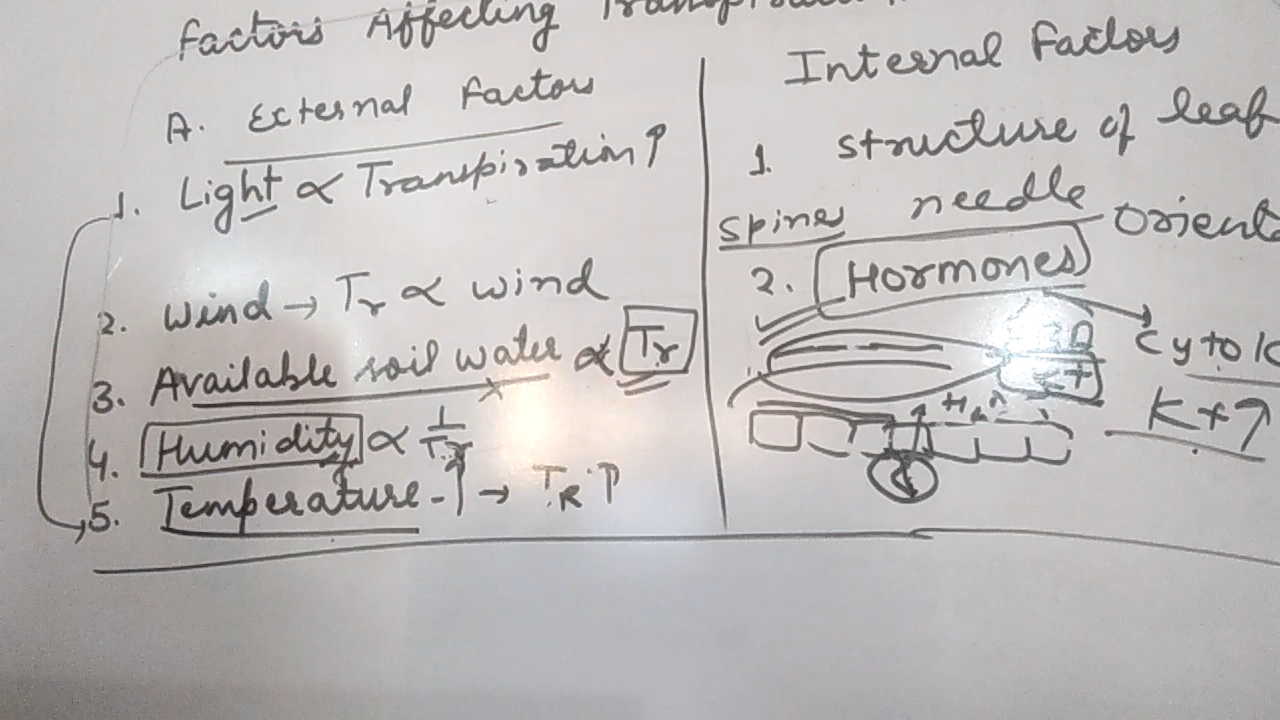 Factors Affecting
A. External Factors
1. Light ∝ Transpiration ↑
2. Wind → Tr ∝ wind
3. Available soil water ∝ Tr
4. Humidity ∝ 1/Tr
5. Temperature - ↑ → TR ↑
Internal Factors
1. structure of leaf
spines needle Orient
2. Hormones
Cytok
K+ ↑